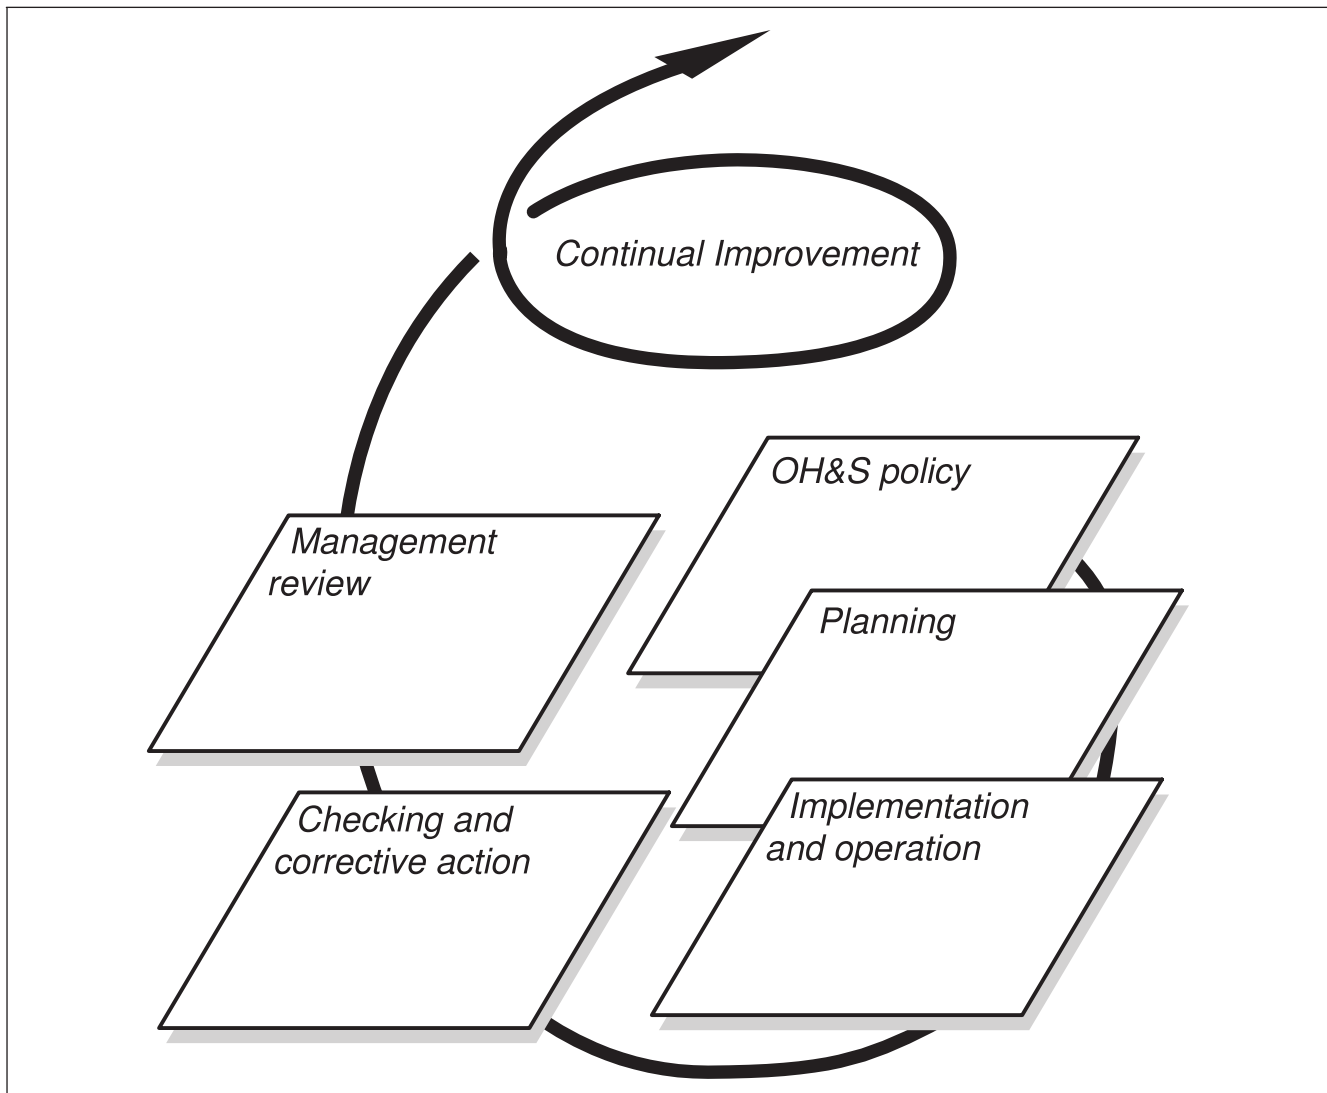 Continual Improvement
OH&S policy
Management
review
Planning
Checking and
corrective action
Implementation
and operation